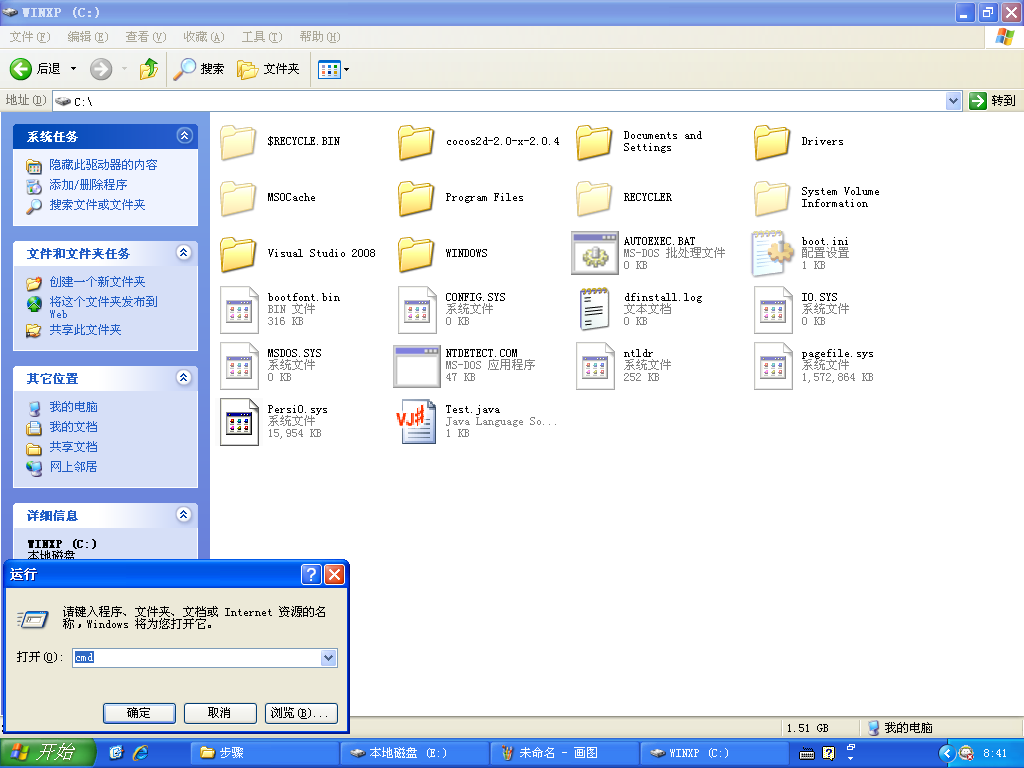 WINXP (C:)
文件(F) 编辑(E) 查看(V) 收藏(A) 工具(T) 帮助(H)
后退 搜索 文件夹
地址(D) C:\ 转到
系统任务
隐藏此驱动器的内容
添加/删除程序
搜索文件或文件夹
文件和文件夹任务
创建一个新文件夹
将这个文件夹发布到
Web
共享此文件夹
其它位置
我的电脑
我的文档
共享文档
网上邻居
详细信息
WINXP (C:)
本地磁盘
$RECYCLE.BIN
cocos2d-2.0-x-2.0.4
Documents and
Settings
Drivers
MSOCache
Program Files
RECYCLER
System Volume
Information
Visual Studio 2008
WINDOWS
AUTOEXEC.BAT
MS-DOS 批处理文件
0 KB
boot.ini
配置设置
1 KB
bootfont.bin
BIN 文件
316 KB
CONFIG.SYS
系统文件
0 KB
dfinstall.log
文本文档
0 KB
IO.SYS
系统文件
0 KB
MSDOS.SYS
系统文件
0 KB
NTDETECT.COM
MS-DOS 应用程序
47 KB
ntldr
系统文件
252 KB
pagefile.sys
系统文件
1,572,864 KB
PersiO.sys
系统文件
15,954 KB
VJ#
Test.java
Java Language So...
1 KB
运行
请键入程序、文件夹、文档或 Internet 资源的名
称，Windows 将为您打开它。
打开(O): cmd
确定 取消 浏览(B)...
1.51 GB 我的电脑
开始 步骤 本地磁盘 (E:) 未命名 - 画图 WINXP (C:) 8:41